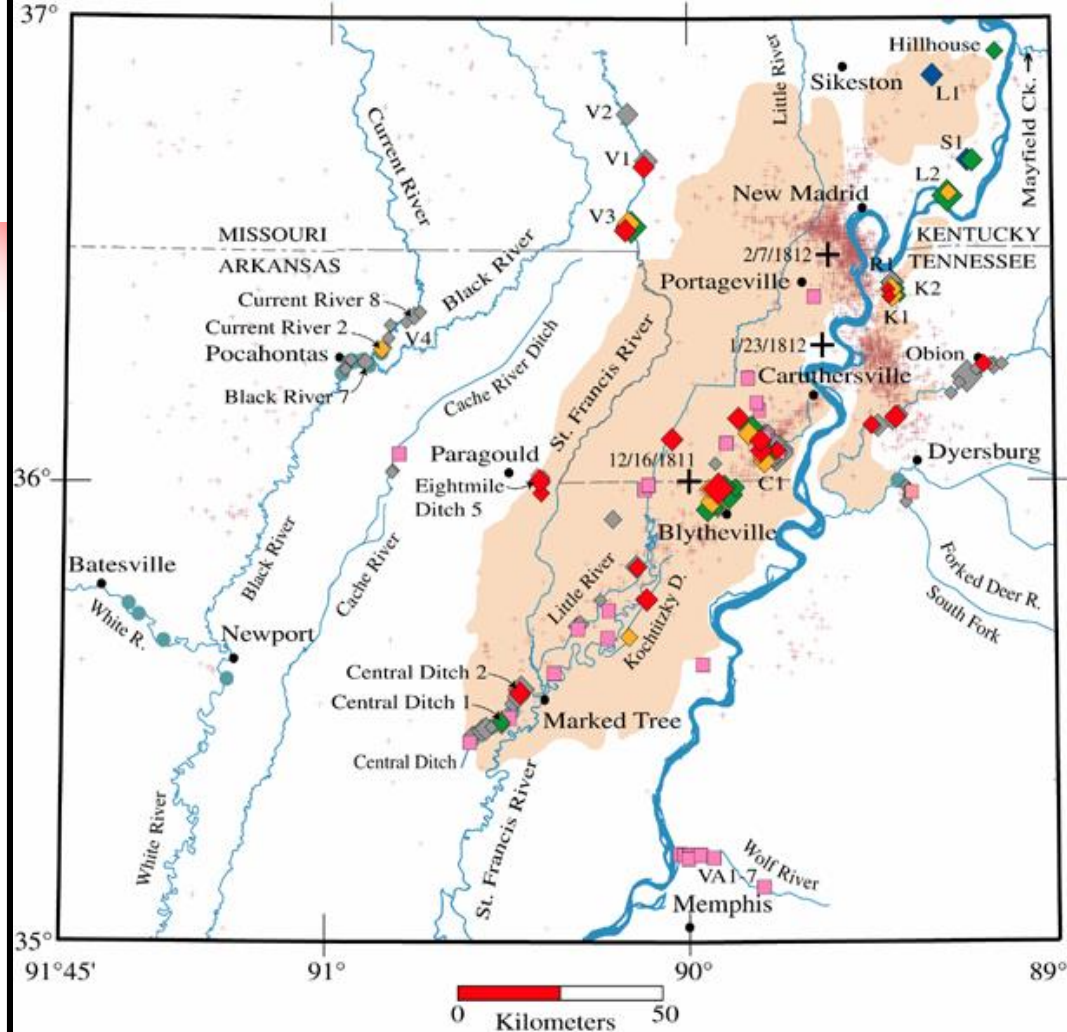 37°
Hillhouse
Sikeston
L1
Little River
Mayfield Ck.
Current River
V2
V1
S1
L2
New Madrid
V3
MISSOURI
ARKANSAS
KENTUCKY
TENNESSEE
2/7/1812
R1
K2
K1
Portageville
Black River
Current River 8
Current River 2
V4
Pocahontas
Black River 7
1/23/1812
Obion
Caruthersville
Cache River Ditch
St. Francis River
Paragould
Dyersburg
12/16/1811
36°
Eightmile
Ditch 5
C1
Blytheville
Batesville
Black River
Cache River
Little River
Kochtitzky D.
Forked Deer R.
South Fork
White R.
Newport
Central Ditch 2
Central Ditch 1
Marked Tree
Central Ditch
White River
St. Francis River
VA1-7
Wolf River
Memphis
35°
91°45'
91°
90°
89°
0
50
Kilometers